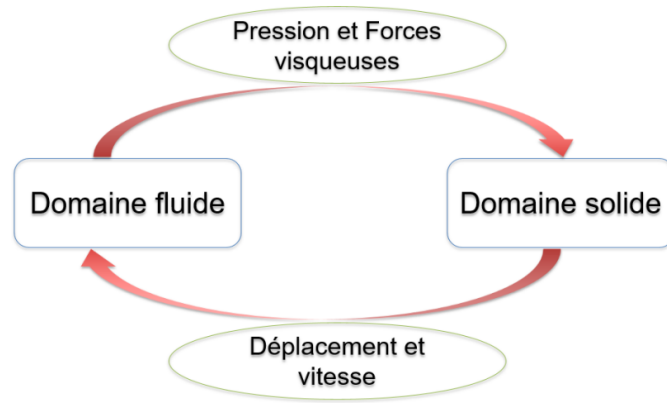 Pression et Forces
visqueuses
Domaine fluide
Domaine solide
Déplacement et
vitesse